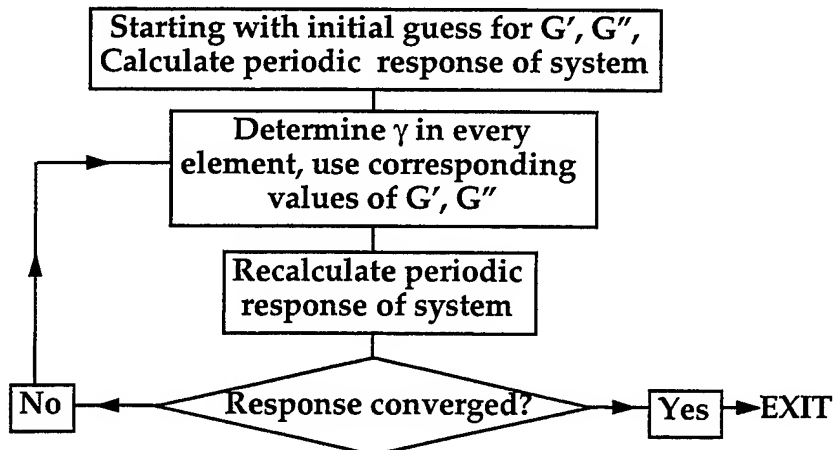 Starting with initial guess for G′, G″,
Calculate periodic response of system
Determine γ in every
element, use corresponding
values of G′, G″
Recalculate periodic
response of system
No
Response converged?
Yes
EXIT